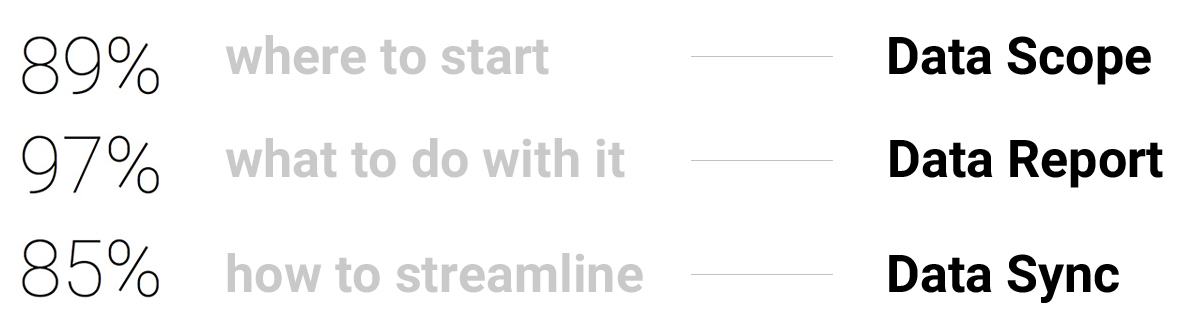 89% where to start Data Scope
97% what to do with it Data Report
85% how to streamline Data Sync